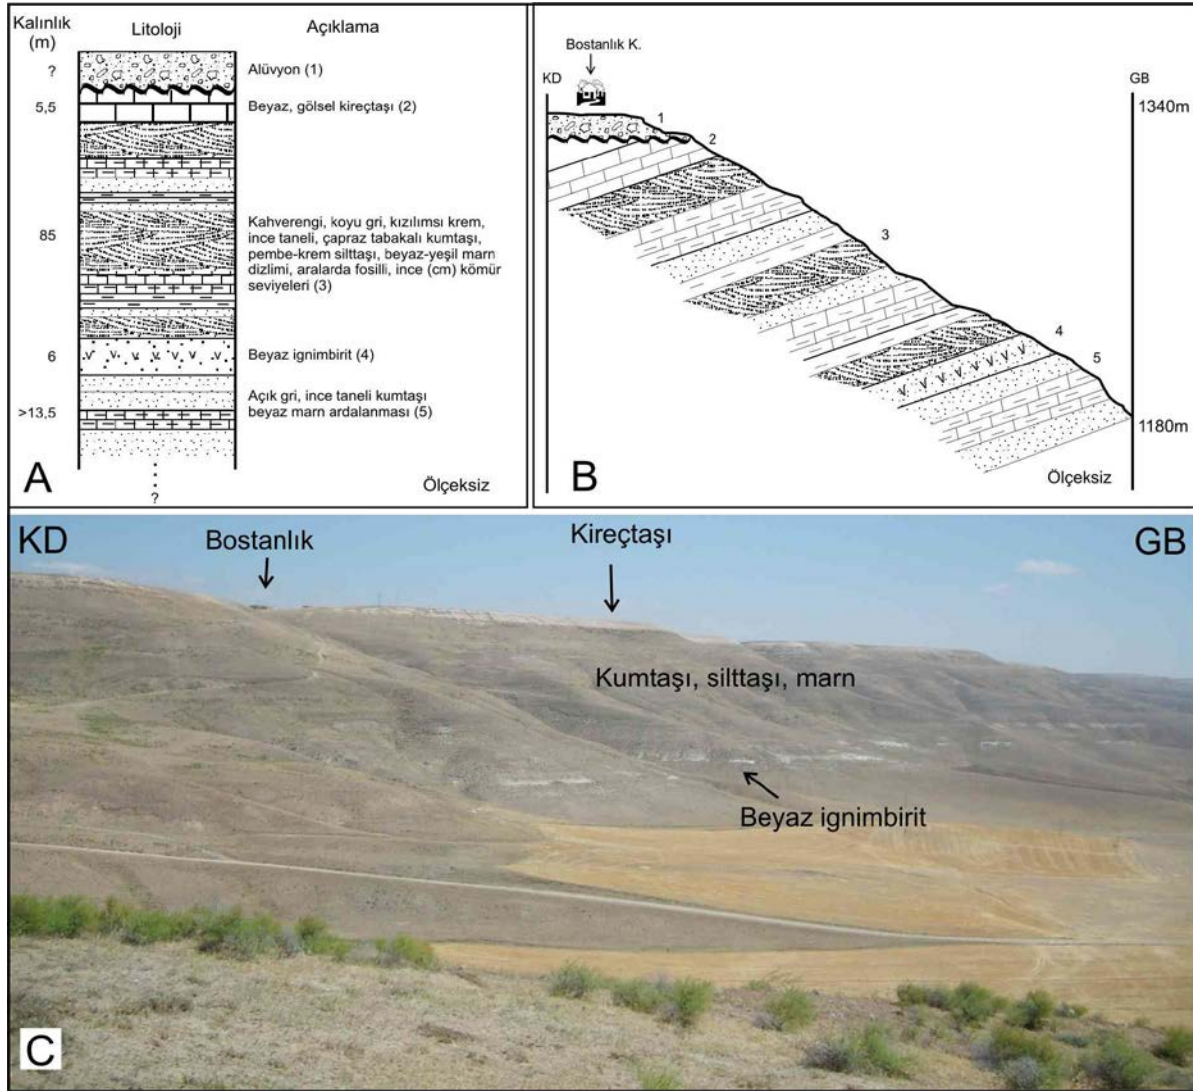 Kalınlık
(m)
Litoloji
Açıklama
?
Alüvyon (1)
5,5
Beyaz, gölsel kireçtaşı (2)
85
Kahverengi, koyu gri, kızılımsı krem,
ince taneli, çapraz tabakalı kumtaşı,
pembe-krem silttaşı, beyaz-yeşil marn
dizlimi, aralarda fosilli, ince (cm) kömür
seviyeleri (3)
6
Beyaz ignimbirit (4)
>13,5
Açık gri, ince taneli kumtaşı
beyaz marn ardalanması (5)
?
A
Ölçeksiz
Bostanlık K.
KD
GB
1340m
1
2
3
4
5
1180m
B
Ölçeksiz
KD
Bostanlık
Kireçtaşı
GB
Kumtaşı, silttaşı, marn
Beyaz ignimbirit
C